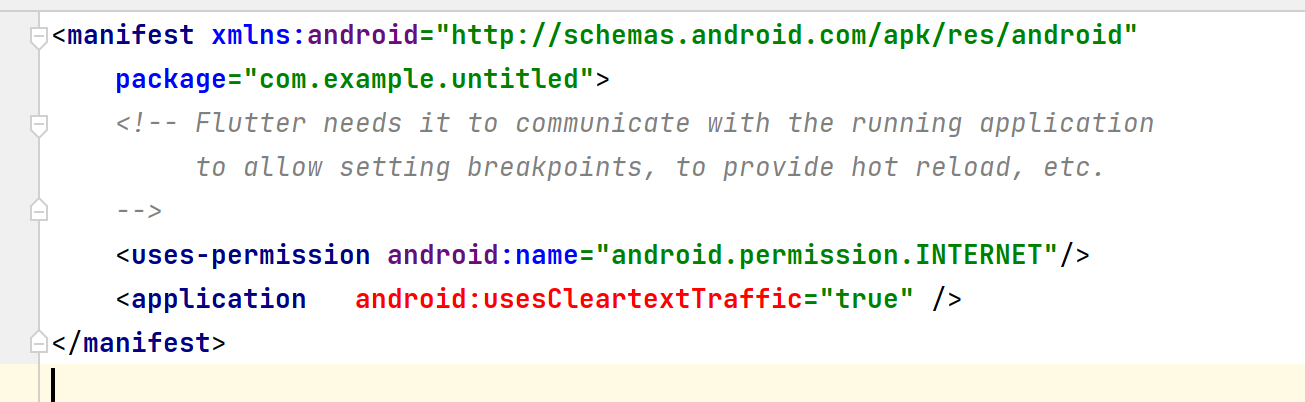 <manifest xmlns:android="http://schemas.android.com/apk/res/android"
    package="com.example.untitled">
    <!-- Flutter needs it to communicate with the running application
         to allow setting breakpoints, to provide hot reload, etc.
    -->
    <uses-permission android:name="android.permission.INTERNET"/>
    <application   android:usesCleartextTraffic="true" />
</manifest>